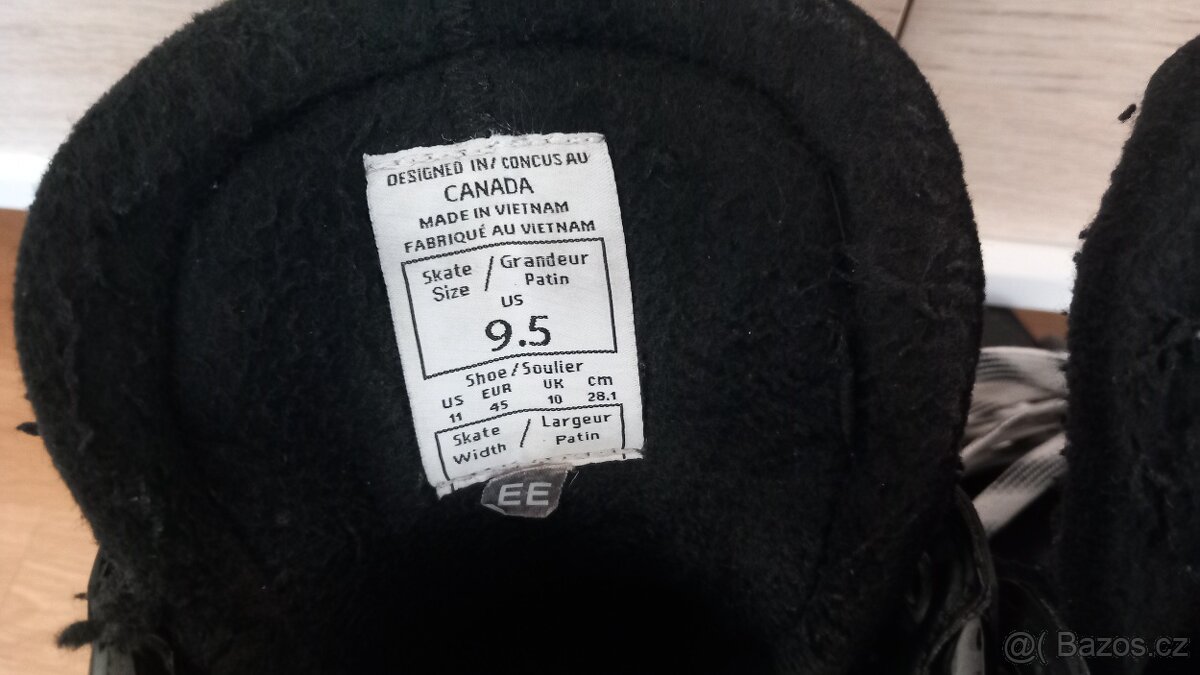 DESIGNED IN/ CONCUS AU
CANADA
MADE IN VIETNAM
FABRIQUÉ AU VIETNAM
Skate Size / Grandeur Patin
US
9.5
Shoe/Soulier
US EUR UK cm
11 45 10 28.1
Skate Width / Largeur Patin
EE
@( Bazos.cz